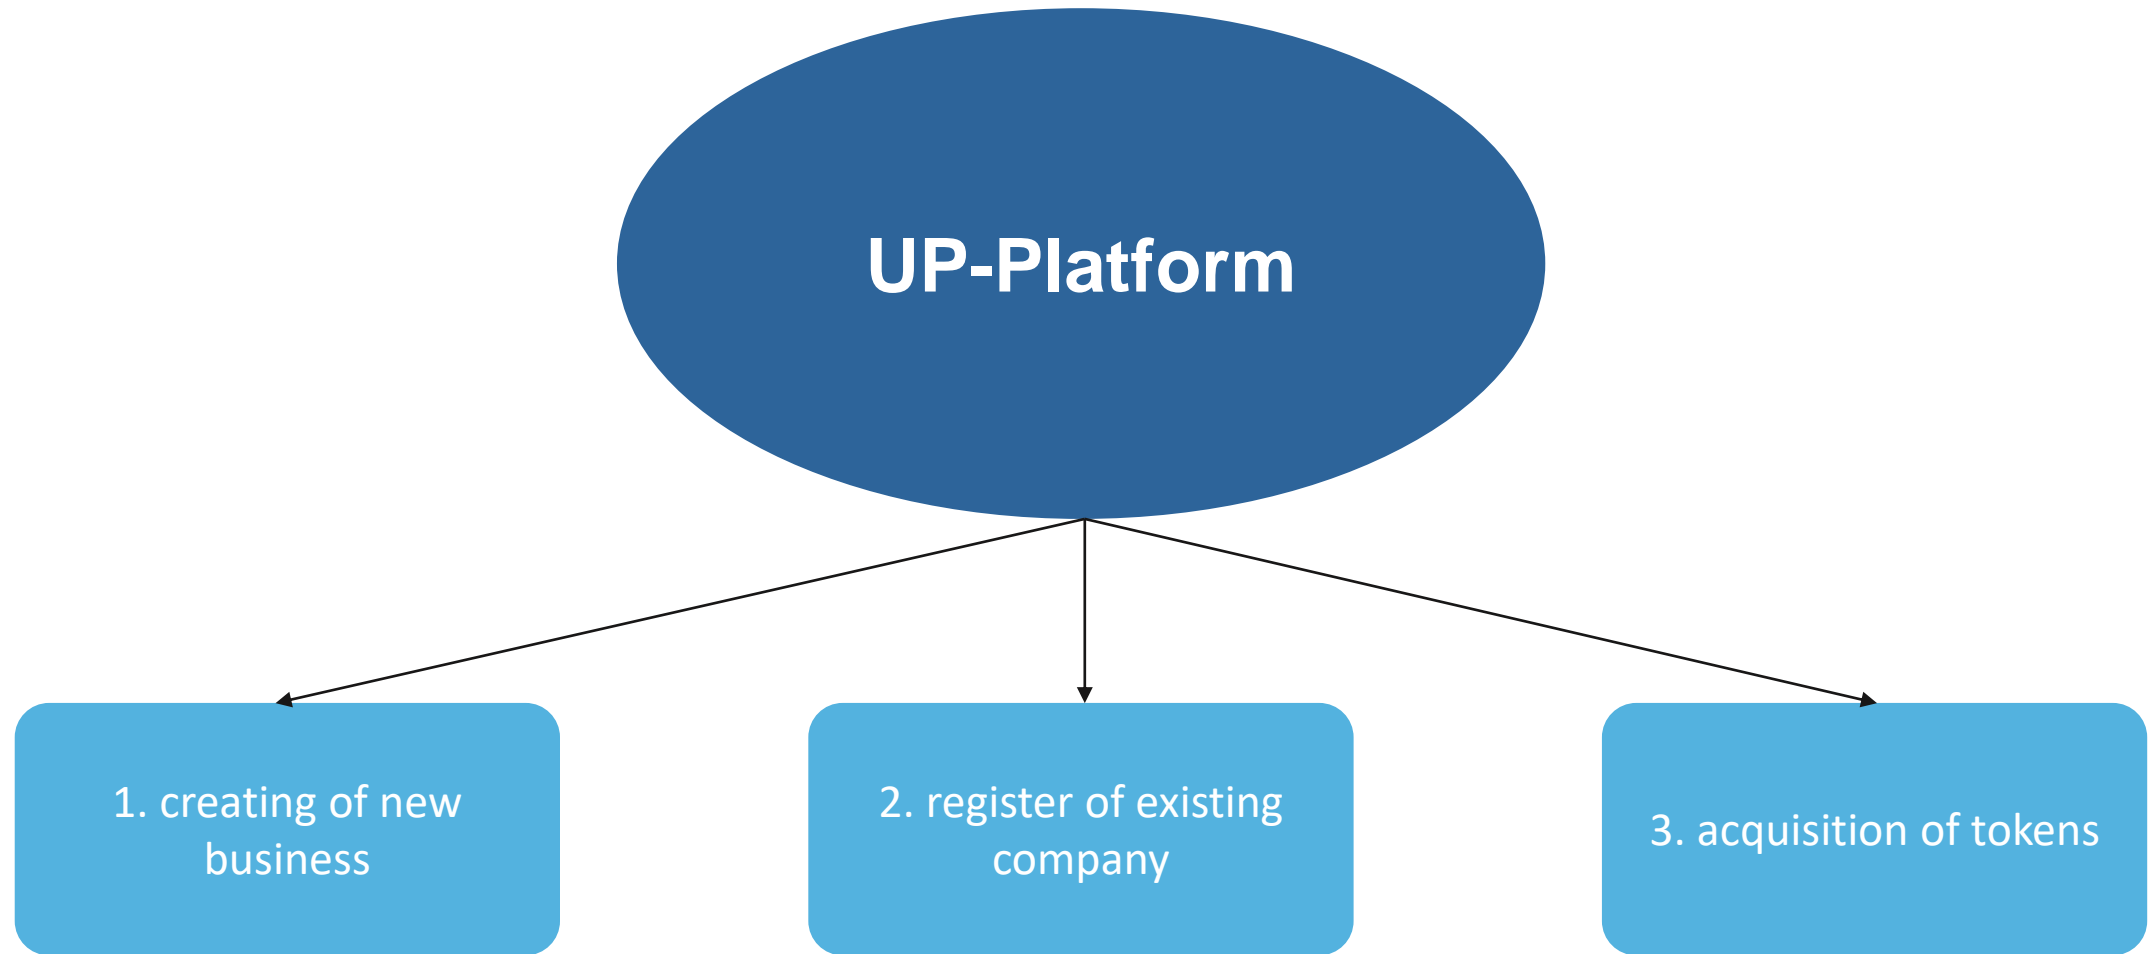 UP-Platform
1. creating of new
business
2. register of existing
company
3. acquisition of tokens